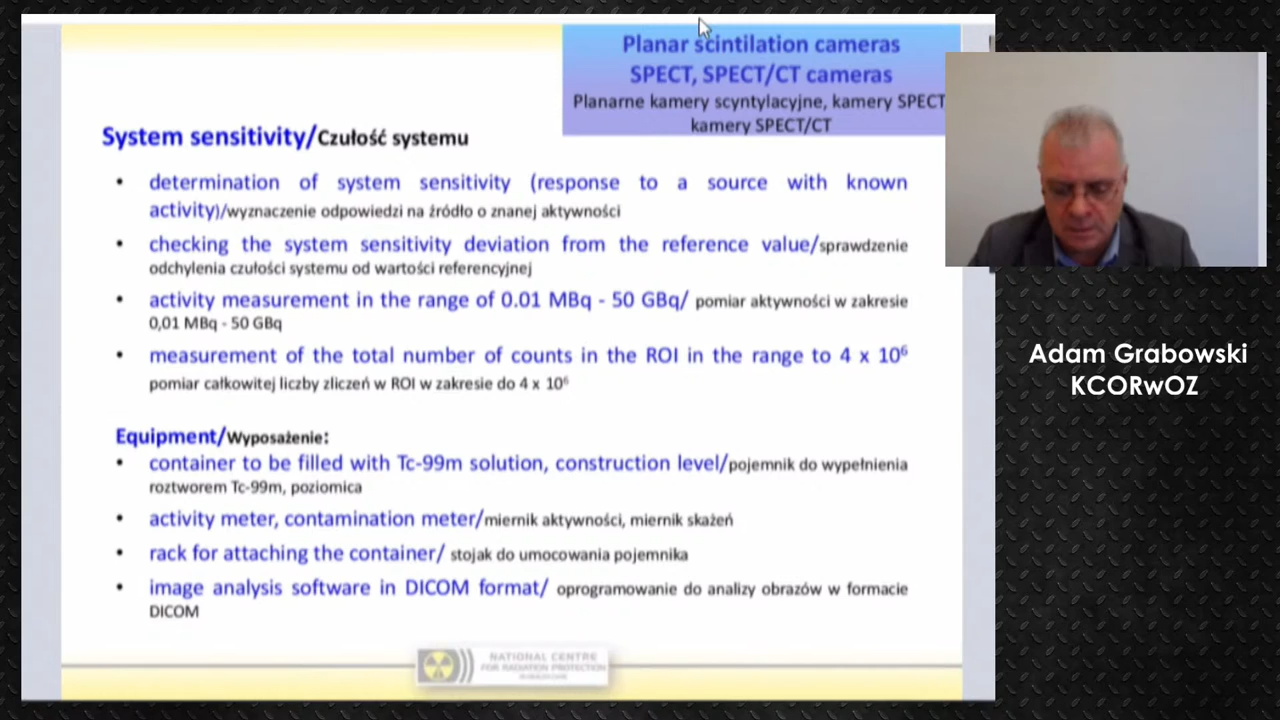 Planar scintilation cameras
SPECT, SPECT/CT cameras
Planarne kamery scyntylacyjne, kamery SPECT
kamery SPECT/CT
System sensitivity/Czułość systemu
• determination of system sensitivity (response to a source with known
activity)/wyznaczenie odpowiedzi na źródło o znanej aktywności
• checking the system sensitivity deviation from the reference value/sprawdzenie
odchylenia czułości systemu od wartości referencyjnej
• activity measurement in the range of 0.01 MBq - 50 GBq/ pomiar aktywności w zakresie
0,01 MBq - 50 GBq
• measurement of the total number of counts in the ROI in the range to 4 x 10⁶
pomiar całkowitej liczby zliczeń w ROI w zakresie do 4 x 10⁶
Equipment/Wyposażenie:
• container to be filled with Tc-99m solution, construction level/pojemnik do wypełnienia
roztworem Tc-99m, poziomica
• activity meter, contamination meter/miernik aktywności, miernik skażeń
• rack for attaching the container/ stojak do umocowania pojemnika
• image analysis software in DICOM format/ oprogramowanie do analizy obrazów w formacie
DICOM
NATIONAL CENTRE
FOR RADIATION PROTECTION
Adam Grabowski
KCORwOZ